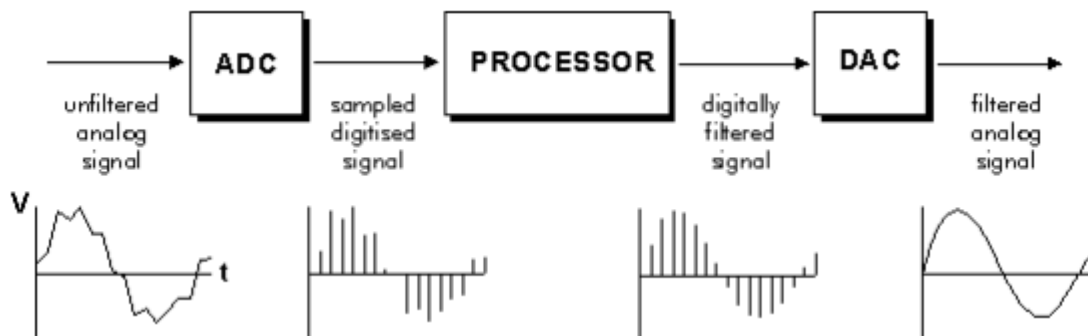 ADC
PROCESSOR
DAC
unfiltered
analog
signal
sampled
digitised
signal
digitally
filtered
signal
filtered
analog
signal
V
t